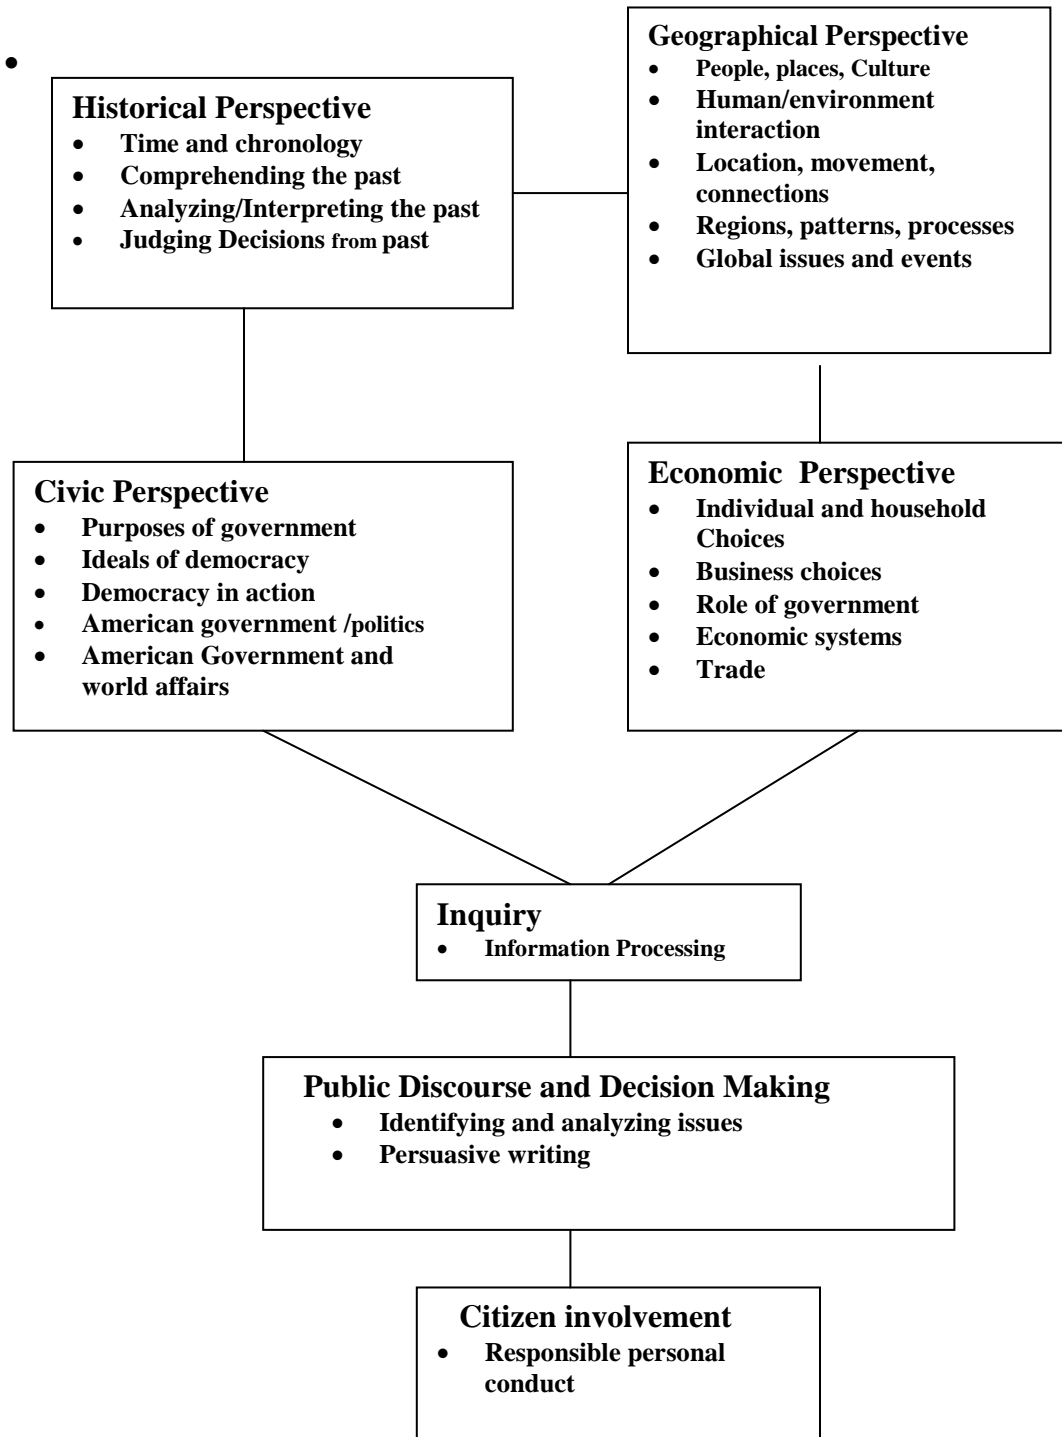 Geographical Perspective
• People, places, Culture
• Human/environment
interaction
• Location, movement,
connections
• Regions, patterns, processes
• Global issues and events
•
Historical Perspective
• Time and chronology
• Comprehending the past
• Analyzing/Interpreting the past
• Judging Decisions from past
Civic Perspective
• Purposes of government
• Ideals of democracy
• Democracy in action
• American government /politics
• American Government and
world affairs
Economic  Perspective
• Individual and household
Choices
• Business choices
• Role of government
• Economic systems
• Trade
Inquiry
• Information Processing
Public Discourse and Decision Making
• Identifying and analyzing issues
• Persuasive writing
Citizen involvement
• Responsible personal
conduct